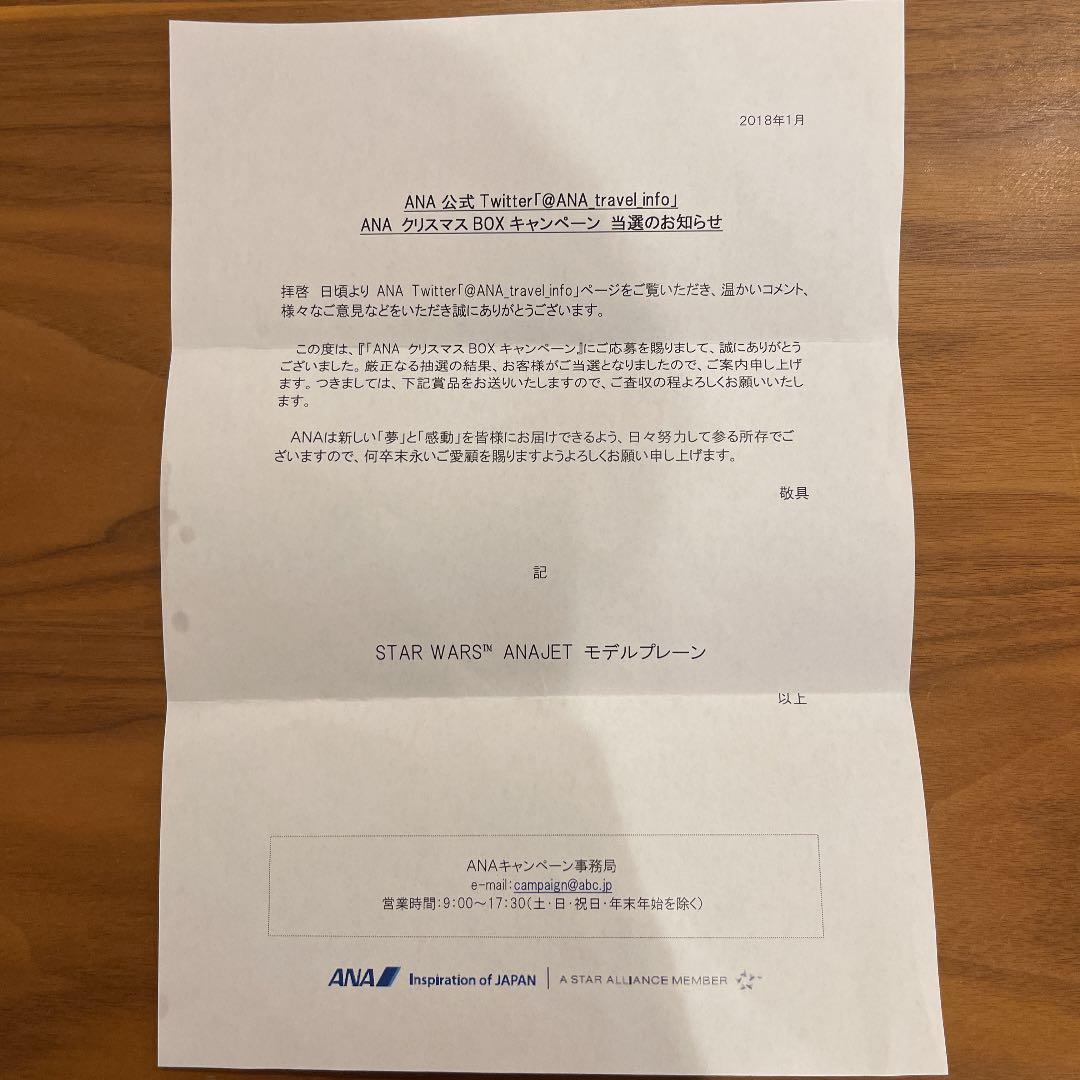 2018年1月
ANA 公式 Twitter「@ANA_travel_info」
ANA クリスマス BOX キャンペーン 当選のお知らせ
拝啓 日頃より ANA Twitter「@ANA_travel_info」ページをご覧いただき、温かいコメント、
様々なご意見などをいただき誠にありがとうございます。
この度は、『「ANA クリスマス BOX キャンペーン』にご応募を賜りまして、誠にありがとう
ございました。厳正なる抽選の結果、お客様がご当選となりましたので、ご案内申し上げ
ます。つきましては、下記賞品をお送りいたしますので、ご査収の程よろしくお願いいたし
ます。
ANAは新しい「夢」と「感動」を皆様にお届けできるよう、日々努力して参る所存でご
ざいますので、何卒末永いご愛顧を賜りますようよろしくお願い申し上げます。
敬具
記
STAR WARS™ ANAJET モデルプレーン
以上
ANAキャンペーン事務局
e-mail:campaign@abc.jp
営業時間:9:00～17:30(土・日・祝日・年末年始を除く)
ANA Inspiration of JAPAN | A STAR ALLIANCE MEMBER